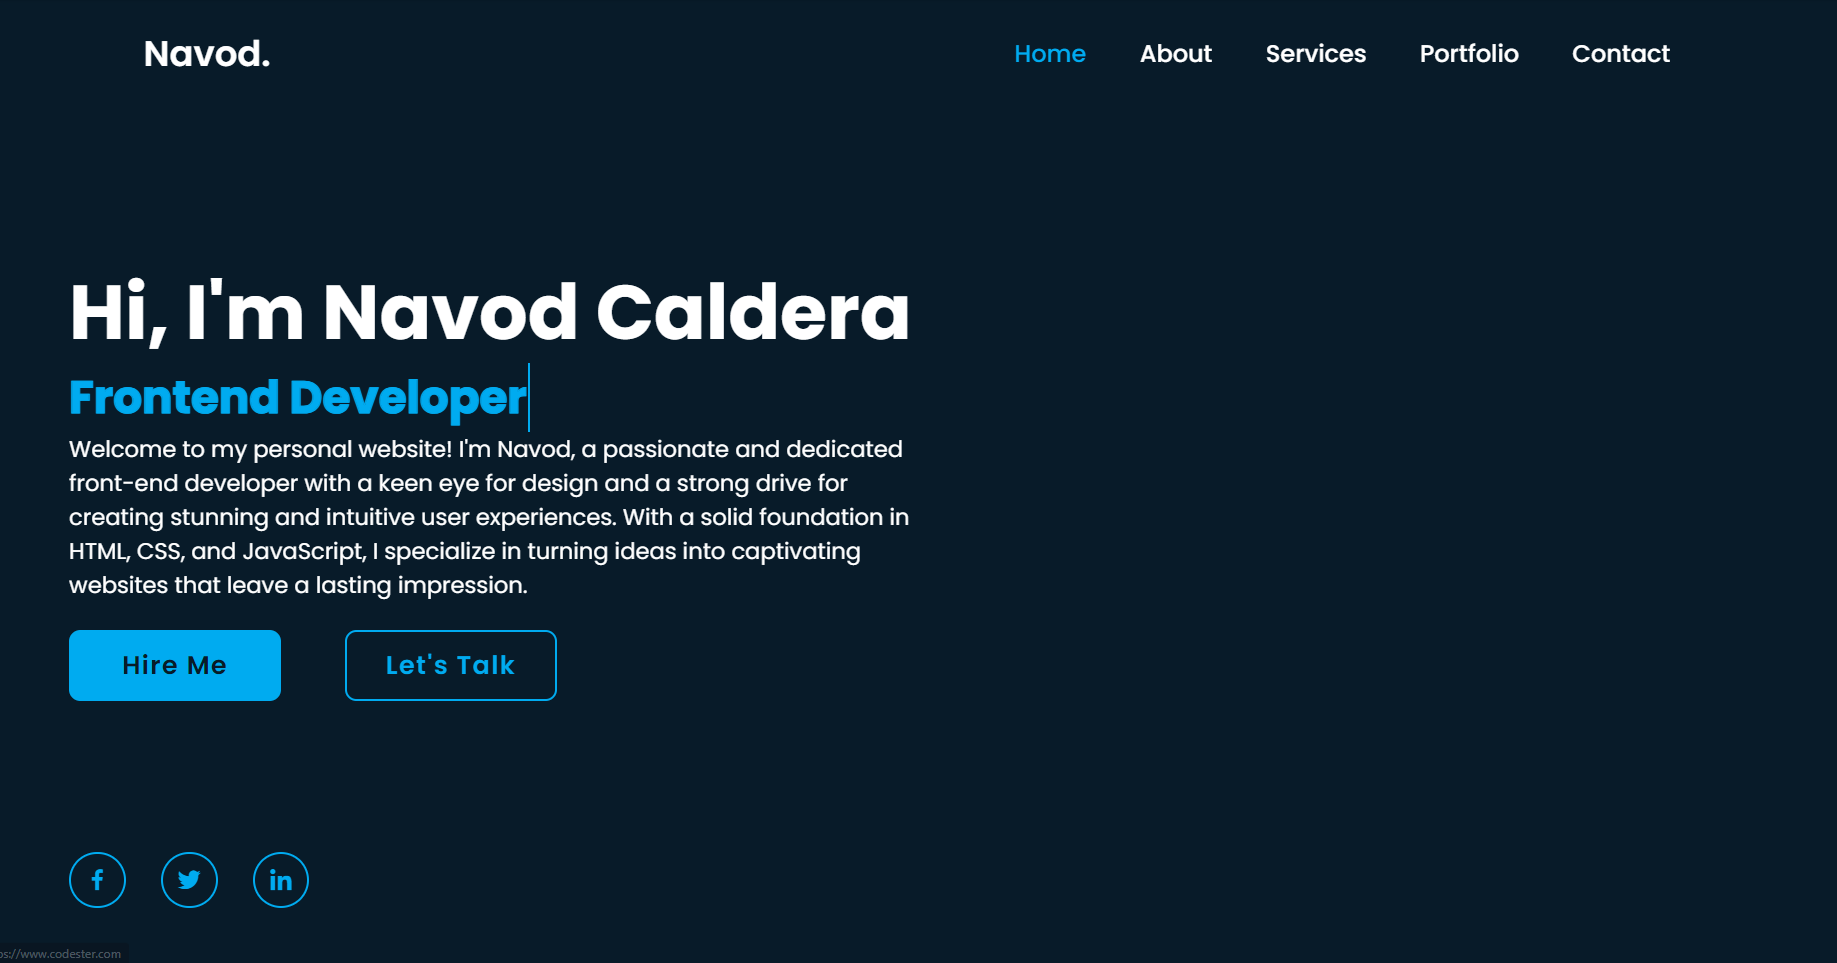 Navod.
Home About Services Portfolio Contact
Hi, I'm Navod Caldera
Frontend Developer
Welcome to my personal website! I'm Navod, a passionate and dedicated
front-end developer with a keen eye for design and a strong drive for
creating stunning and intuitive user experiences. With a solid foundation in
HTML, CSS, and JavaScript, I specialize in turning ideas into captivating
websites that leave a lasting impression.
Hire Me Let's Talk
ps://www.codester.com